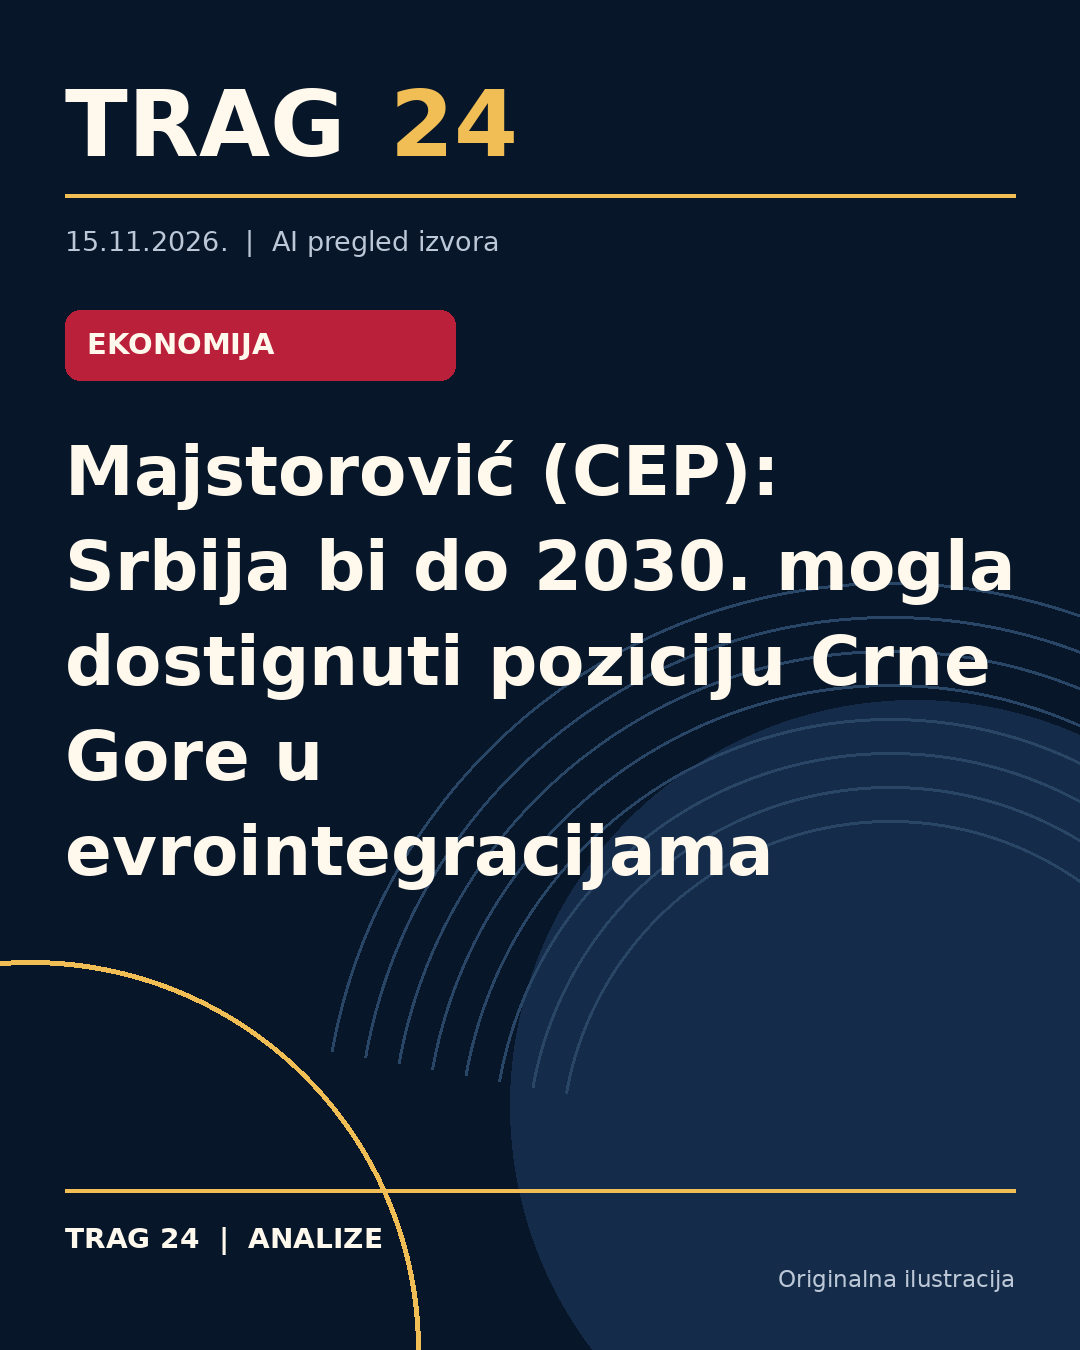 TRAG 24
15.11.2026. | AI pregled izvora
EKONOMIJA
Majstorović (CEP):
Srbija bi do 2030. mogla
dostignuti poziciju Crne
Gore u
evrointegracijama
TRAG 24 | ANALIZE
Originalna ilustracija